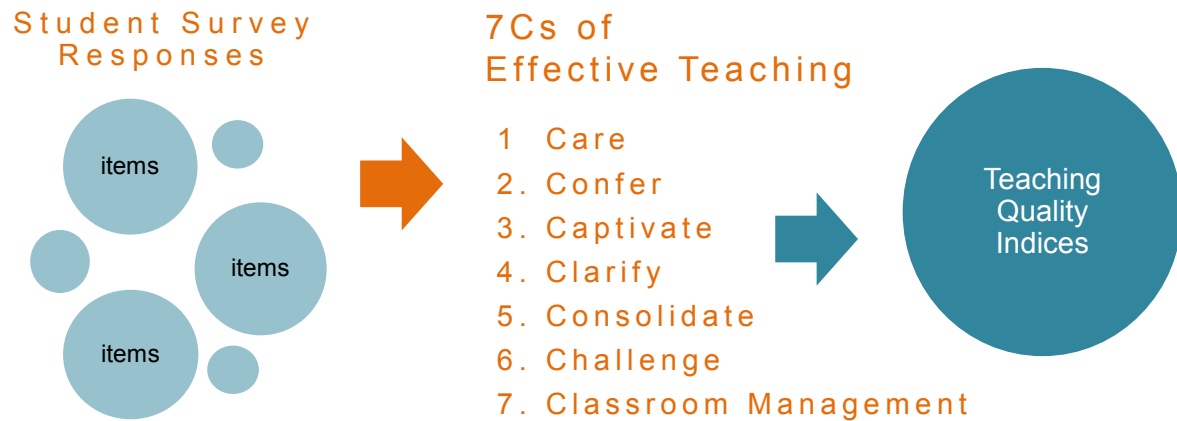 Student Survey
Responses
items
items
items
7Cs of
Effective Teaching
1 Care
2. Confer
3. Captivate
4. Clarify
5. Consolidate
6. Challenge
7. Classroom Management
Teaching
Quality
Indices